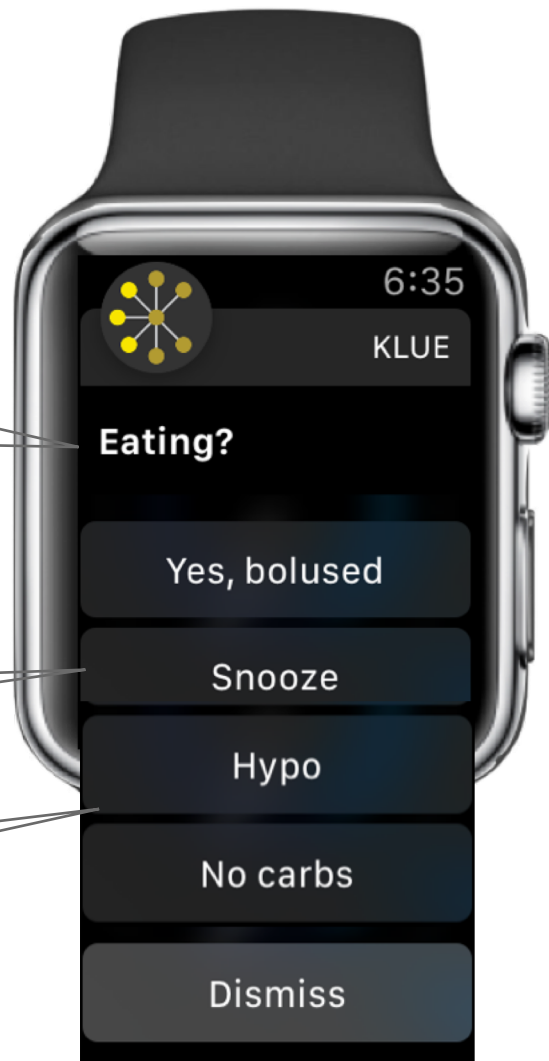 6:35
KLUE
Eating?
Yes, bolused
Snooze
Hypo
No carbs
Dismiss